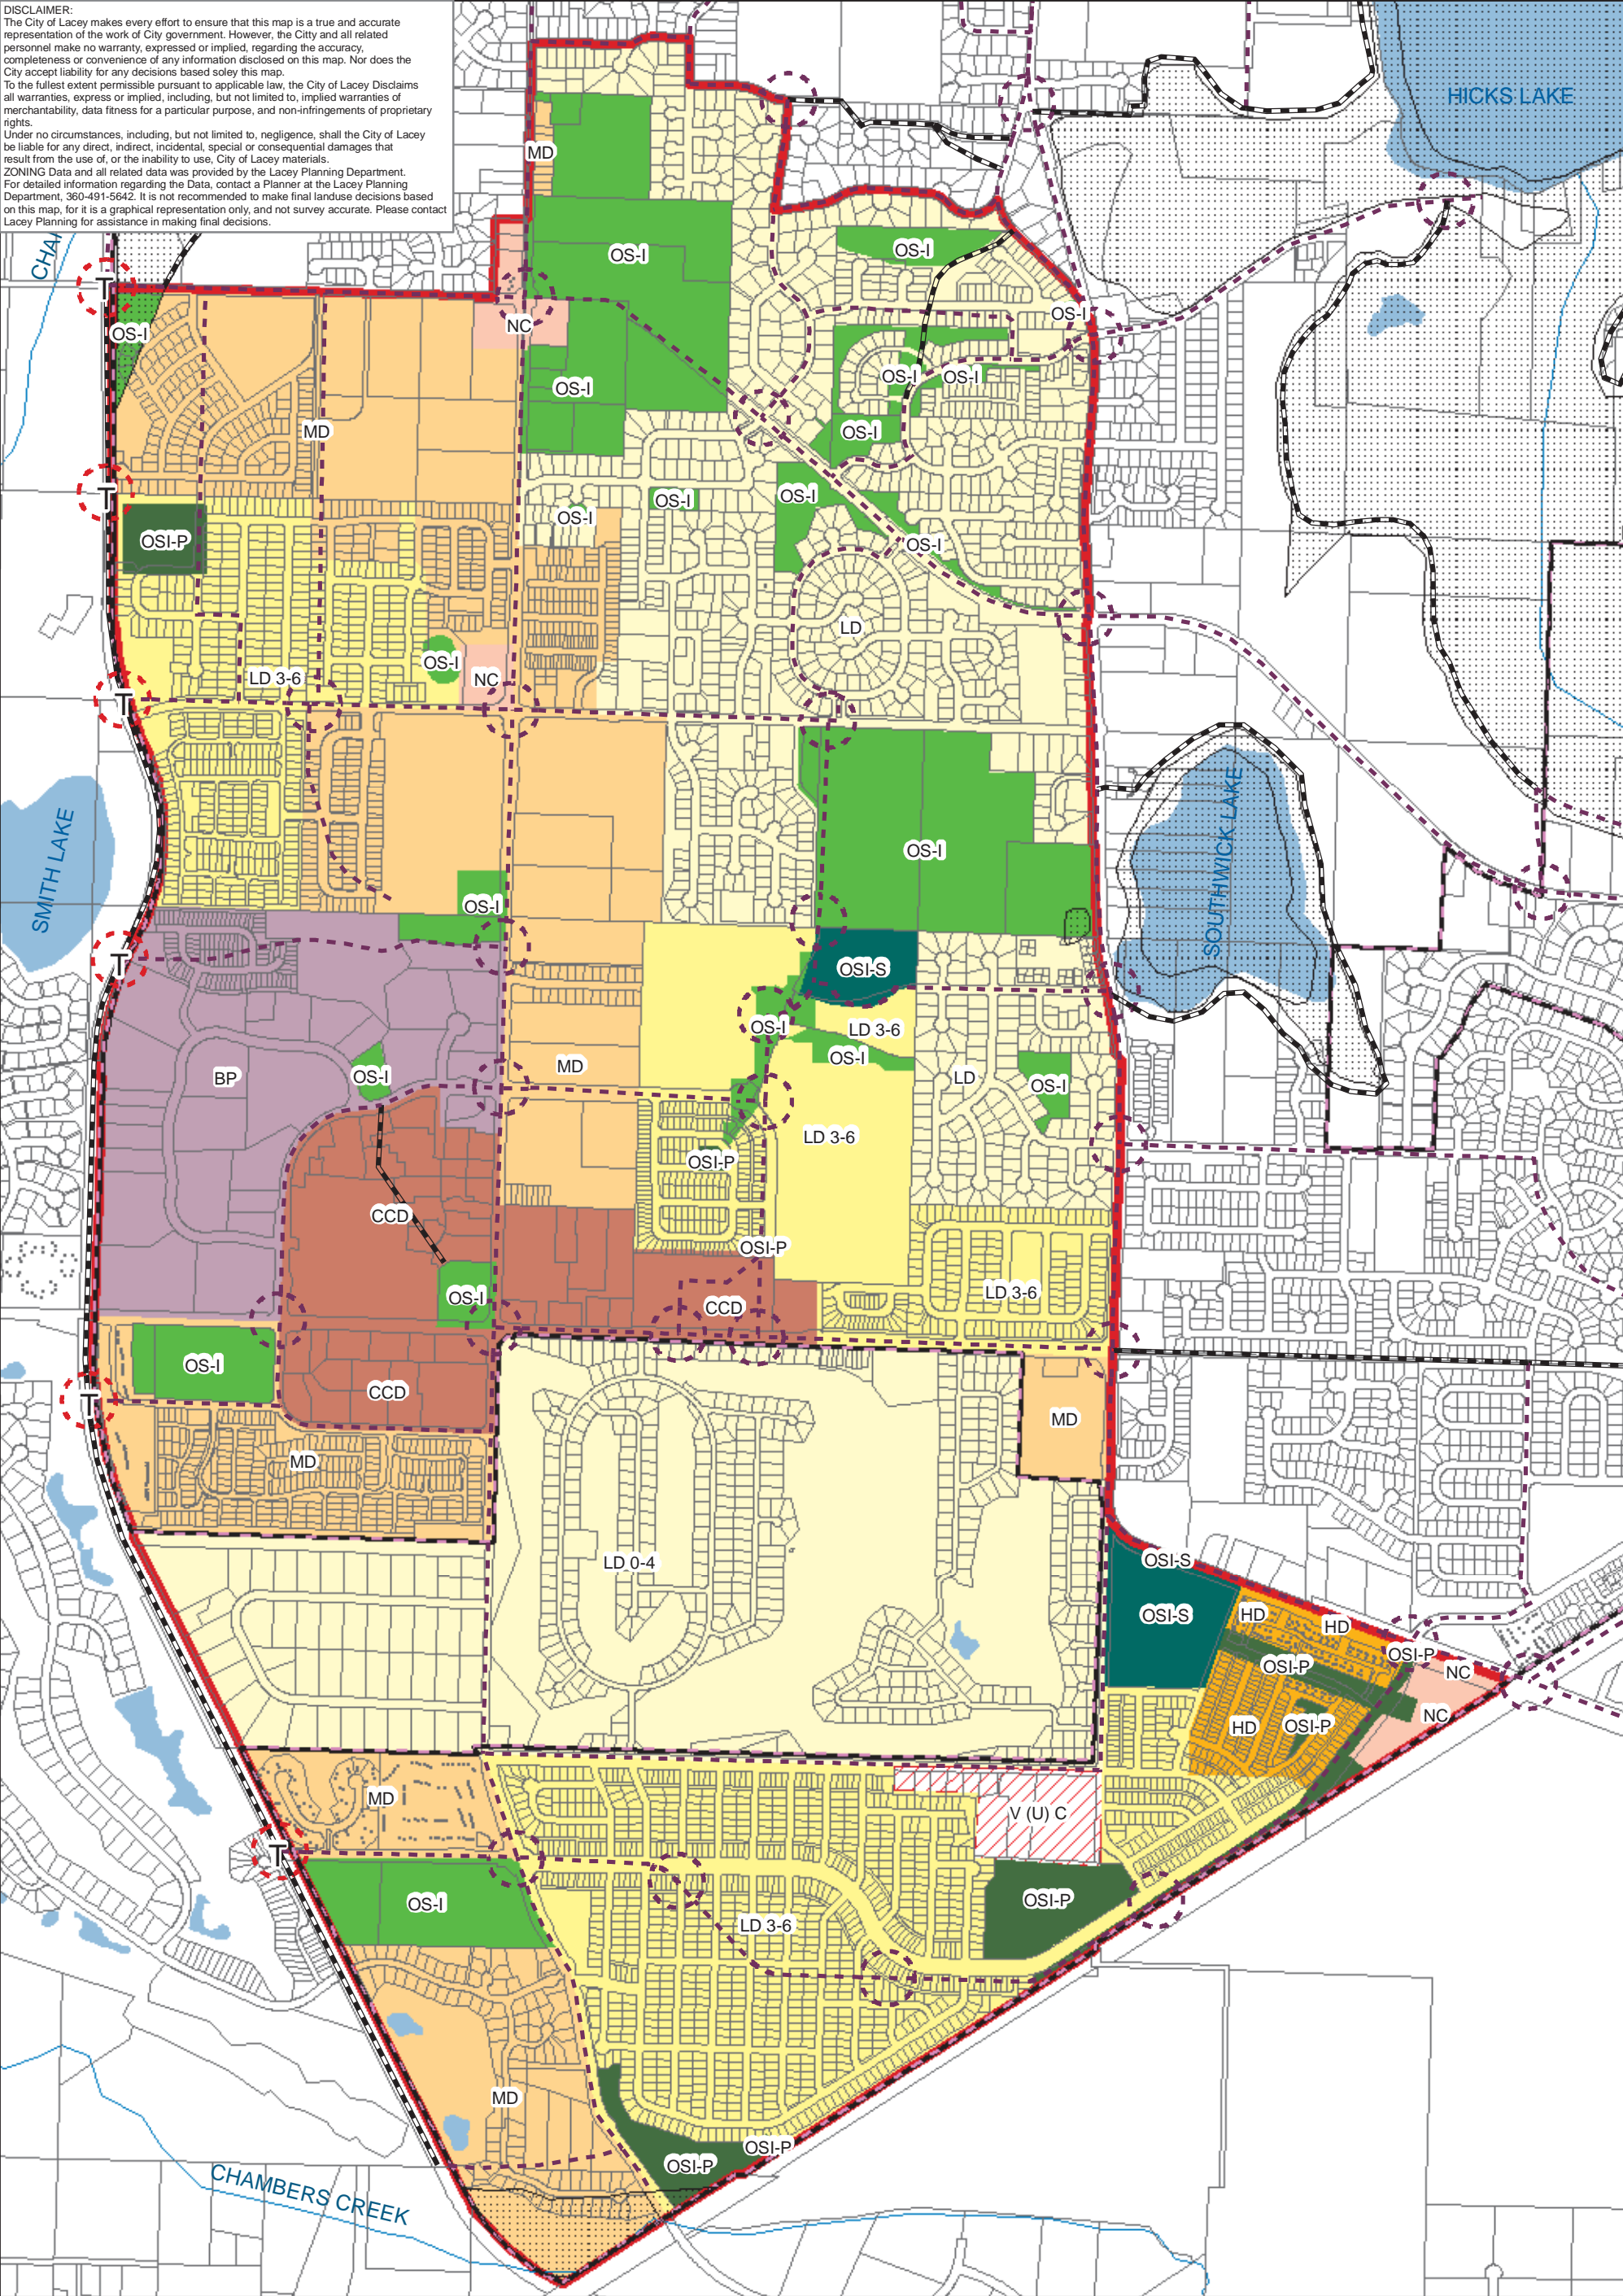 DISCLAIMER:
The City of Lacey makes every effort to ensure that this map is a true and accurate
representation of the work of City government. However, the Citty and all related
personnel make no warranty, expressed or implied, regarding the accuracy,
completeness or convenience of any information disclosed on this map. Nor does the
City accept liability for any decisions based soley this map.
To the fullest extent permissible pursuant to applicable law, the City of Lacey Disclaims
all warranties, express or implied, including, but not limited to, implied warranties of
merchantability, data fitness for a particular purpose, and non-infringements of proprietary
rights.
Under no circumstances, including, but not limited to, negligence, shall the City of Lacey
be liable for any direct, indirect, incidental, special or consequential damages that
result from the use of, or the inability to use, City of Lacey materials.
ZONING Data and all related data was provided by the Lacey Planning Department.
For detailed information regarding the Data, contact a Planner at the Lacey Planning
Department, 360-491-5642. It is not recommended to make final landuse decisions based
on this map, for it is a graphical representation only, and not survey accurate. Please contact
Lacey Planning for assistance in making final decisions.
HICKS LAKE
MD
CHA
OS-I
OS-I
T
OS-I
OS-I
NC
OS-I
OS-I
OS-I
MD
OS-I
T
OS-I
OS-I
OS-I
OSI-P
OS-I
LD
OS-I
LD 3-6
NC
T
SMITH LAKE
SOUTHWICK LAKE
OS-I
OS-I
T
OSI-S
OS-I
LD 3-6
OS-I
MD
BP
OS-I
LD
OS-I
LD 3-6
OSI-P
CCD
OSI-P
OS-I
LD 3-6
CCD
OS-I
CCD
T
MD
MD
LD 0-4
OSI-S
OSI-S
HD
HD
OSI-P
OSI-P
NC
NC
HD
OSI-P
MD
V (U) C
T
OS-I
OSI-P
LD 3-6
MD
OSI-P
OSI-P
CHAMBERS CREEK